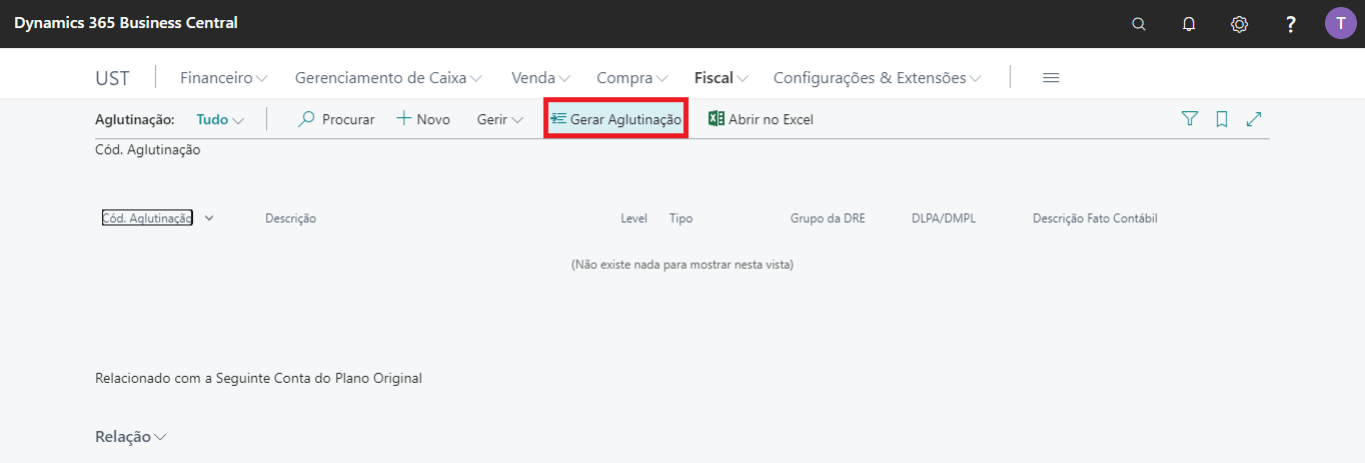 Dynamics 365 Business Central
? T
UST Financeiro Gerenciamento de Caixa Venda Compra Fiscal Configurações & Extensões
Aglutinação: Tudo Procurar Novo Gerir Gerar Aglutinação Abrir no Excel
Cód. Aglutinação
Cód. Aglutinação Descrição Level Tipo Grupo da DRE DLPA/DMPL Descrição Fato Contábil
(Não existe nada para mostrar nesta vista)
Relacionado com a Seguinte Conta do Plano Original
Relação